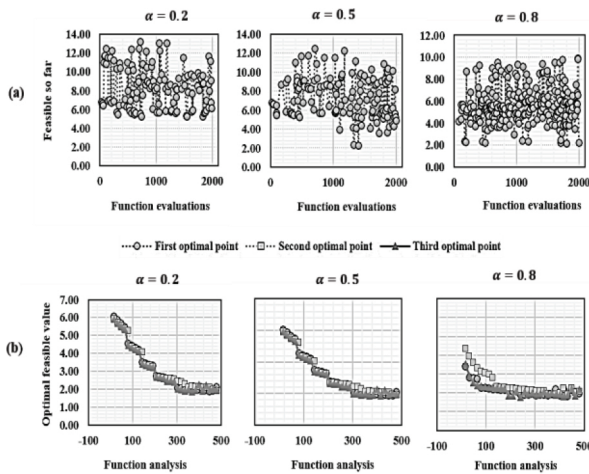 α = 0.2
α = 0.5
α = 0.8
(a)
Feasible so far
14.00
12.00
10.00
8.00
6.00
4.00
2.00
0.00
0
1000
2000
Function evaluations
14.00
12.00
10.00
8.00
6.00
4.00
2.00
0.00
0
1000
2000
Function evaluations
12.00
10.00
8.00
6.00
4.00
2.00
0.00
0
1000
2000
Function evaluations
First optimal point
Second optimal point
Third optimal point
α = 0.2
α = 0.5
α = 0.8
(b)
Optimal feasible value
7.00
6.00
5.00
4.00
3.00
2.00
1.00
0.00
-100
100
300
500
Function analysis
-100
100
300
500
Function analysis
-100
100
300
500
Function analysis